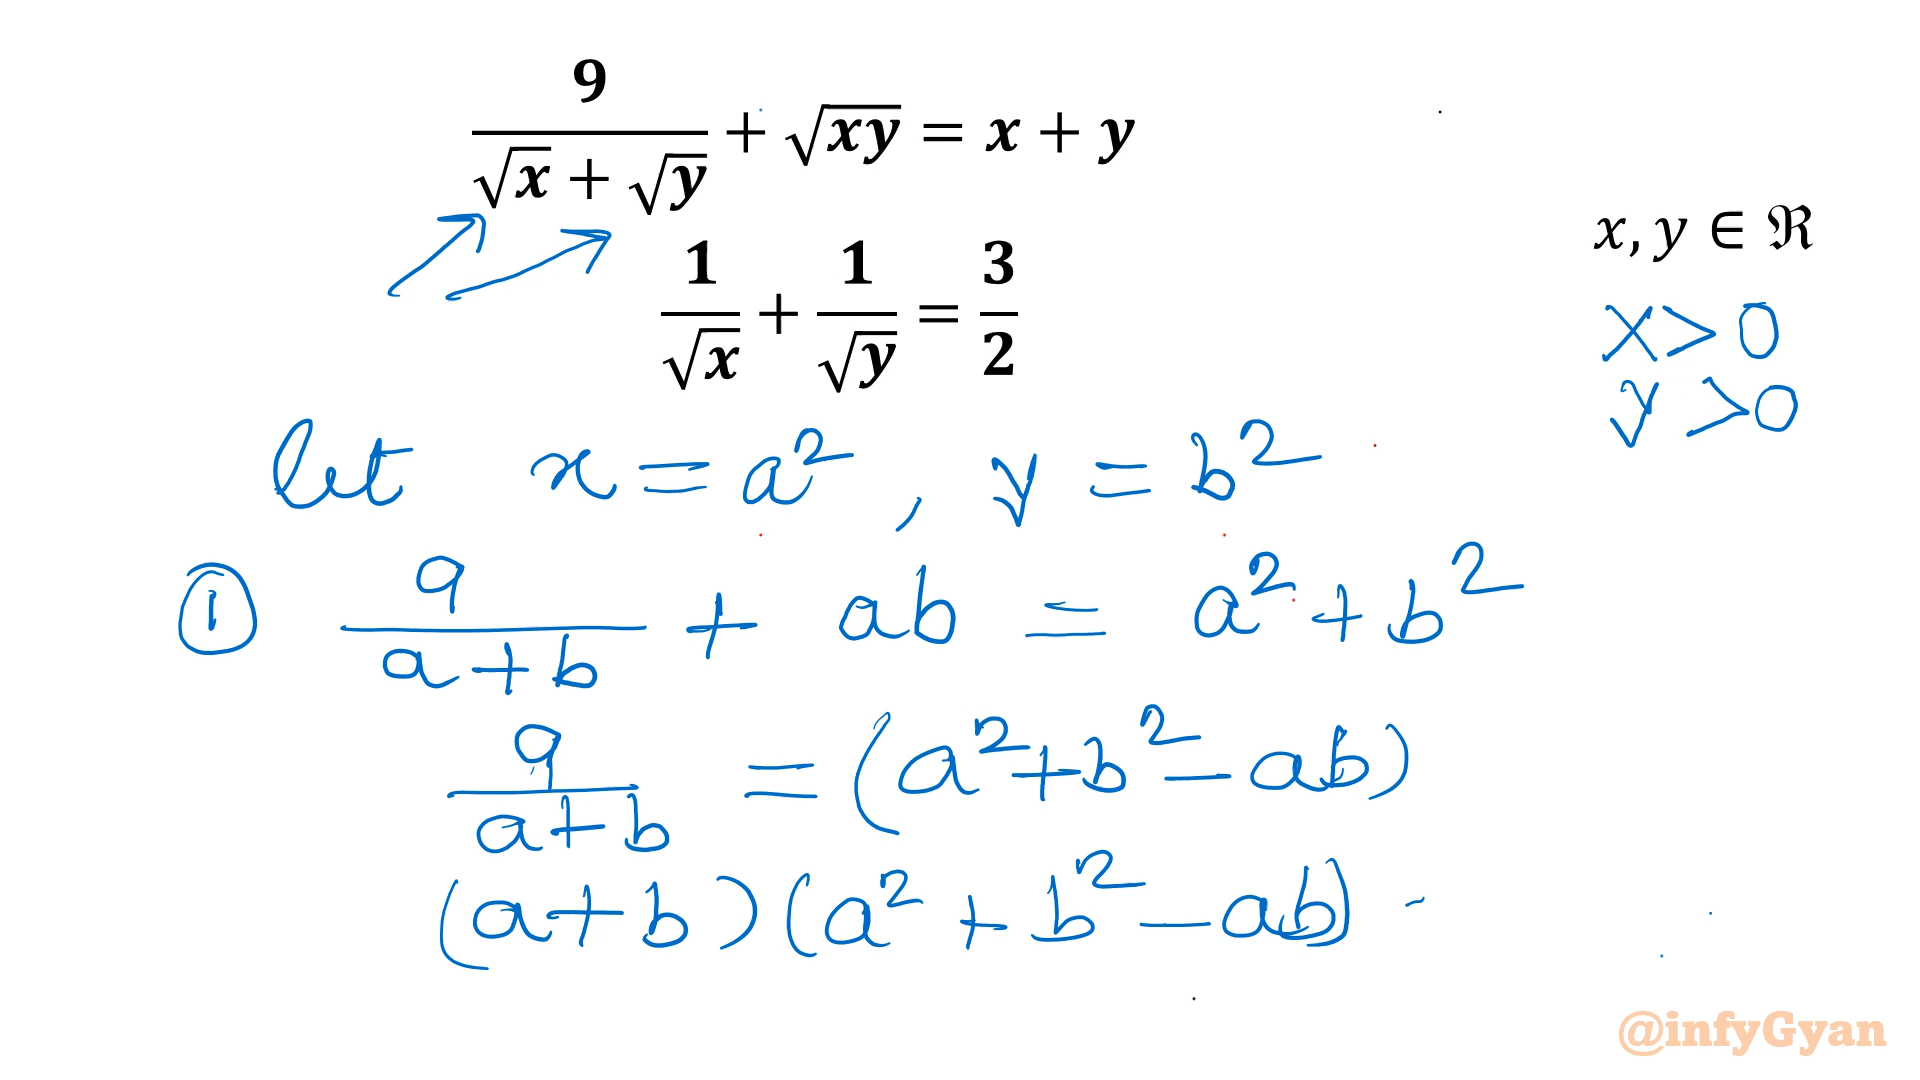 9/(√x + √y) + √xy = x + y
x, y ∈ ℜ
1/√x + 1/√y = 3/2
x > 0
y > 0
let x = a², y = b²
① 9/(a+b) + ab = a² + b²
9/(a+b) = (a² + b² − ab)
(a + b)(a² + b² − ab) -
@infyGyan